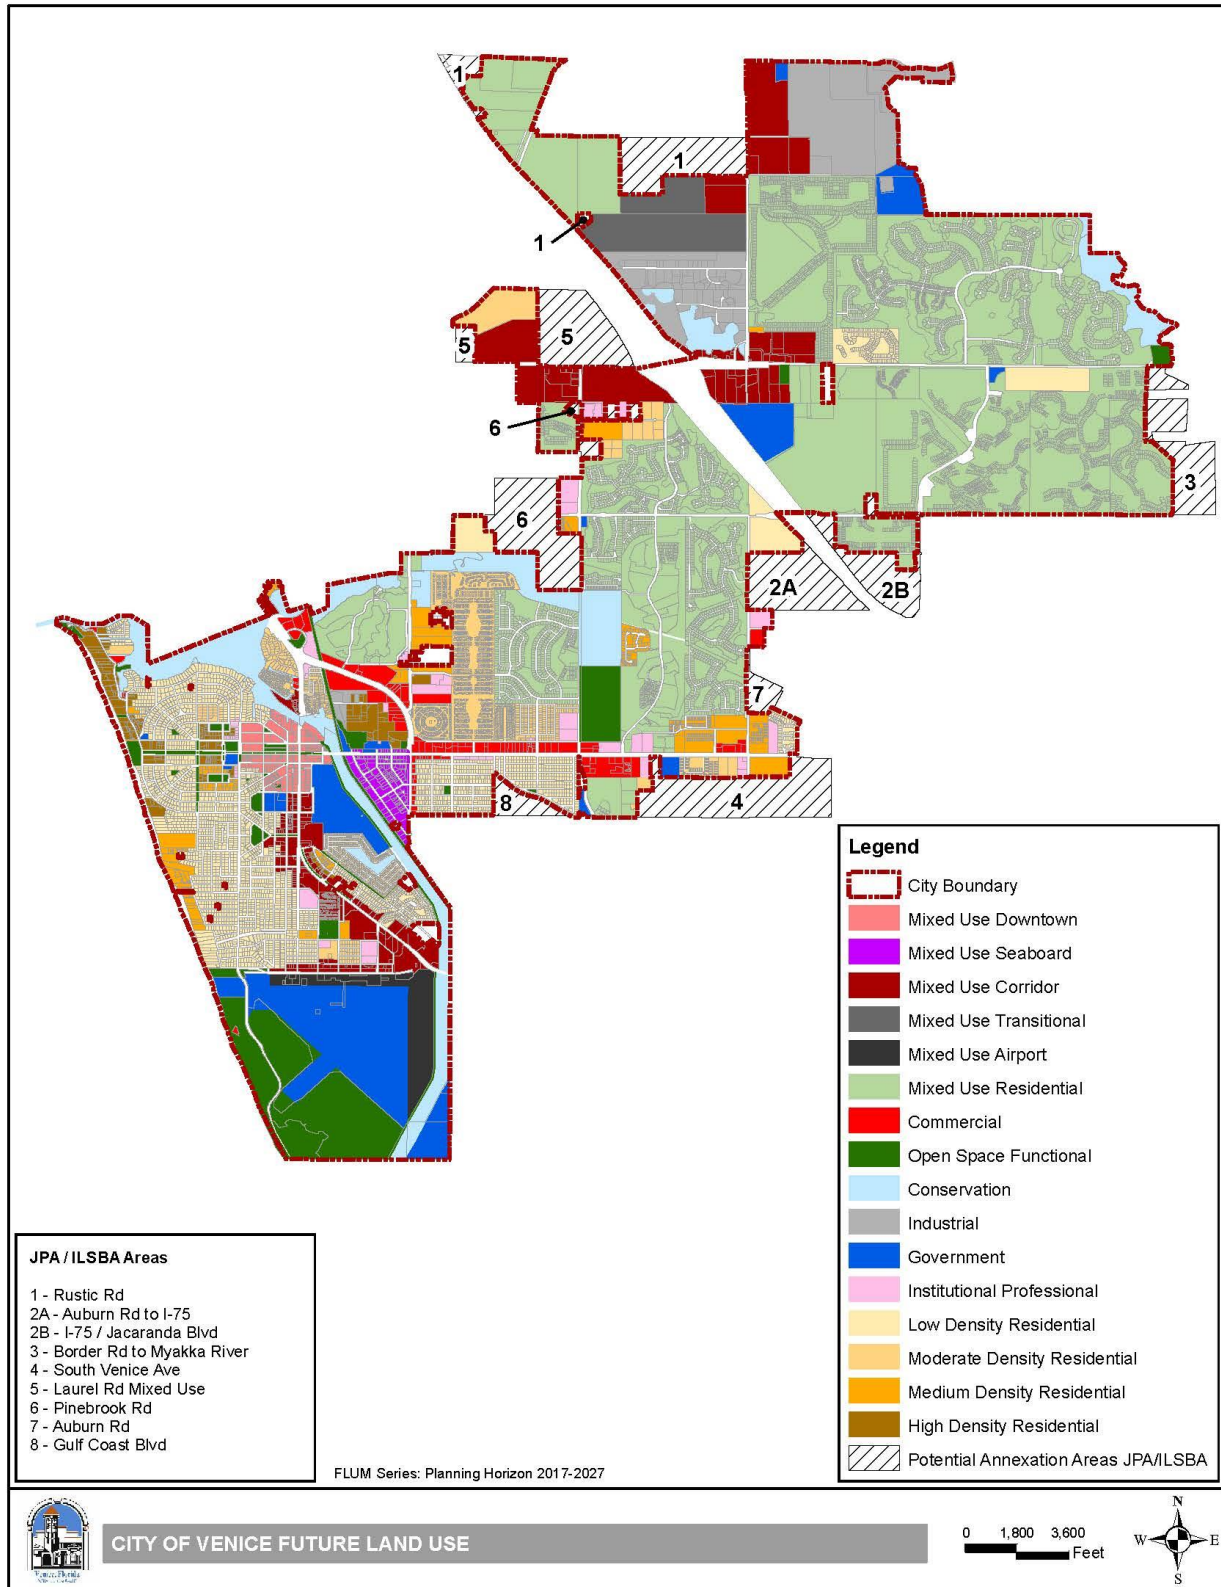 1
1
1
5
5
6
3
6
2A
2B
7
8
4
Legend
City Boundary
Mixed Use Downtown
Mixed Use Seaboard
Mixed Use Corridor
Mixed Use Transitional
Mixed Use Airport
Mixed Use Residential
Commercial
Open Space Functional
Conservation
Industrial
Government
Institutional Professional
Low Density Residential
Moderate Density Residential
Medium Density Residential
High Density Residential
Potential Annexation Areas JPA/ILSBA
JPA / ILSBA Areas
1 - Rustic Rd
2A - Auburn Rd to I-75
2B - I-75 / Jacaranda Blvd
3 - Border Rd to Myakka River
4 - South Venice Ave
5 - Laurel Rd Mixed Use
6 - Pinebrook Rd
7 - Auburn Rd
8 - Gulf Coast Blvd
FLUM Series: Planning Horizon 2017-2027
Venice, Florida
CITY OF VENICE FUTURE LAND USE
0 1,800 3,600
Feet
N
W E
S